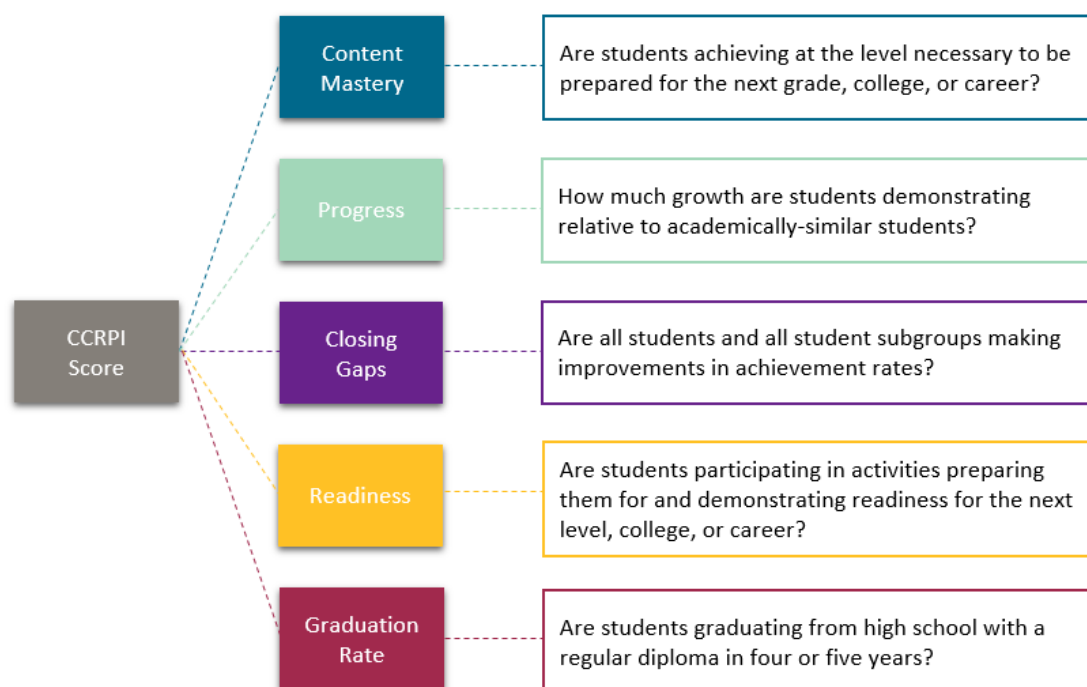 Content
Mastery
Are students achieving at the level necessary to be
prepared for the next grade, college, or career?
Progress
How much growth are students demonstrating
relative to academically-similar students?
CCRPI
Score
Closing
Gaps
Are all students and all student subgroups making
improvements in achievement rates?
Readiness
Are students participating in activities preparing
them for and demonstrating readiness for the next
level, college, or career?
Graduation
Rate
Are students graduating from high school with a
regular diploma in four or five years?